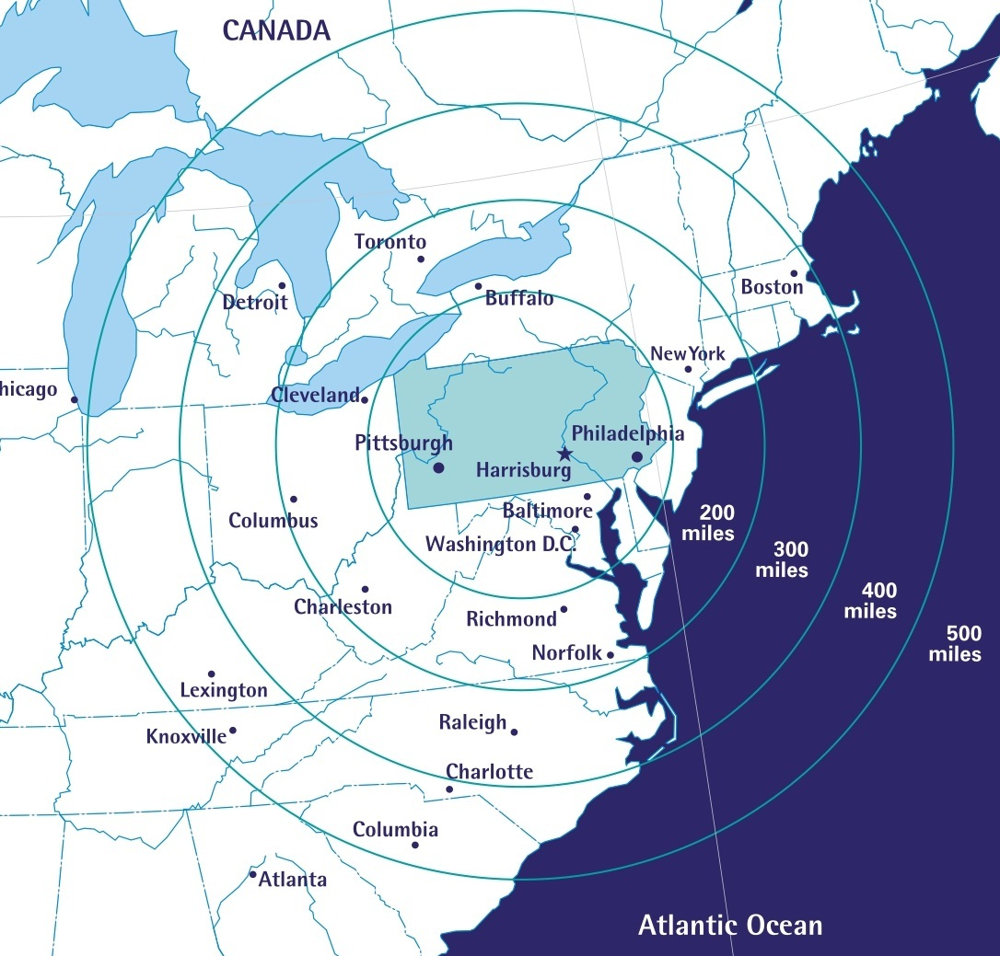 CANADA
Toronto
Buffalo
Detroit
Boston
New York
hicago
Cleveland
Pittsburgh
Philadelphia
Harrisburg
Columbus
Baltimore
Washington D.C.
200
miles
300
miles
400
miles
500
miles
Charleston
Richmond
Norfolk
Lexington
Knoxville
Raleigh
Charlotte
Columbia
Atlanta
Atlantic Ocean